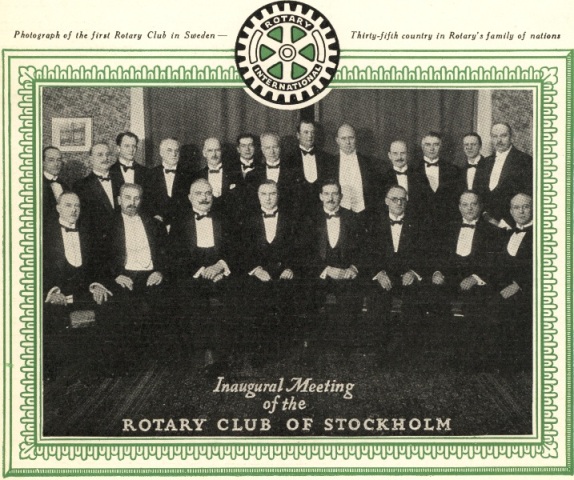 Photograph of the first Rotary Club in Sweden —
ROTARY
INTERNATIONAL
Thirty-fifth country in Rotary's family of nations
Inaugural Meeting
of the
ROTARY CLUB OF STOCKHOLM